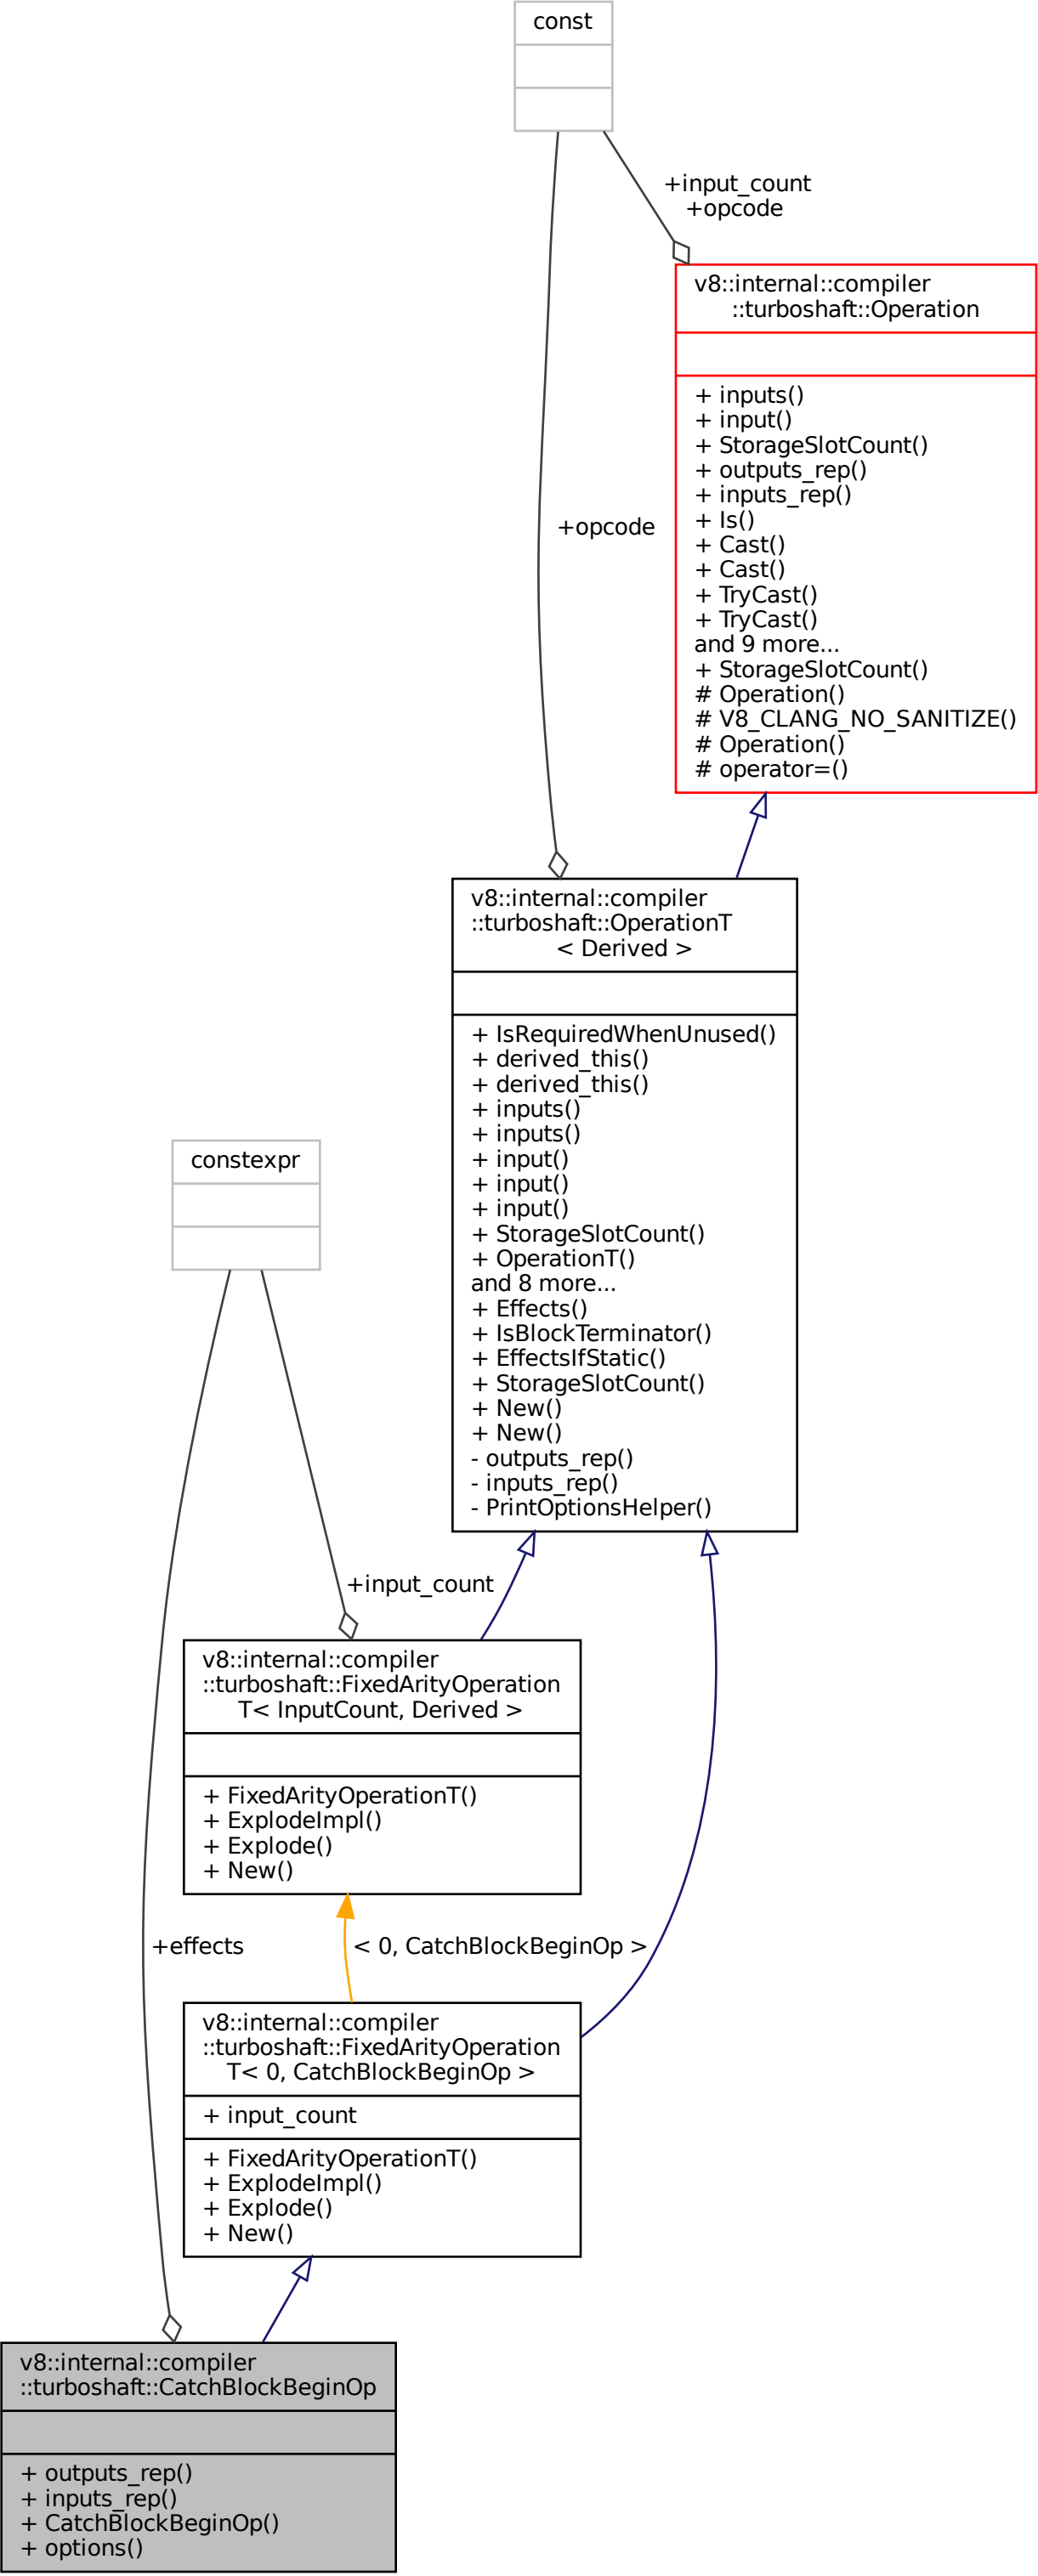 const
+input_count
+opcode
v8::internal::compiler
::turboshaft::Operation
+ inputs()
+ input()
+ StorageSlotCount()
+ outputs_rep()
+ inputs_rep()
+ Is()
+ Cast()
+ Cast()
+ TryCast()
+ TryCast()
and 9 more...
+ StorageSlotCount()
# Operation()
# V8_CLANG_NO_SANITIZE()
# Operation()
# operator=()
+opcode
v8::internal::compiler
::turboshaft::OperationT
< Derived >
+ IsRequiredWhenUnused()
+ derived_this()
+ derived_this()
+ inputs()
+ inputs()
+ input()
+ input()
+ input()
+ StorageSlotCount()
+ OperationT()
and 8 more...
+ Effects()
+ IsBlockTerminator()
+ EffectsIfStatic()
+ StorageSlotCount()
+ New()
+ New()
- outputs_rep()
- inputs_rep()
- PrintOptionsHelper()
constexpr
+input_count
v8::internal::compiler
::turboshaft::FixedArityOperation
T< InputCount, Derived >
+ FixedArityOperationT()
+ ExplodeImpl()
+ Explode()
+ New()
+effects
< 0, CatchBlockBeginOp >
v8::internal::compiler
::turboshaft::FixedArityOperation
T< 0, CatchBlockBeginOp >
+ input_count
+ FixedArityOperationT()
+ ExplodeImpl()
+ Explode()
+ New()
v8::internal::compiler
::turboshaft::CatchBlockBeginOp
+ outputs_rep()
+ inputs_rep()
+ CatchBlockBeginOp()
+ options()